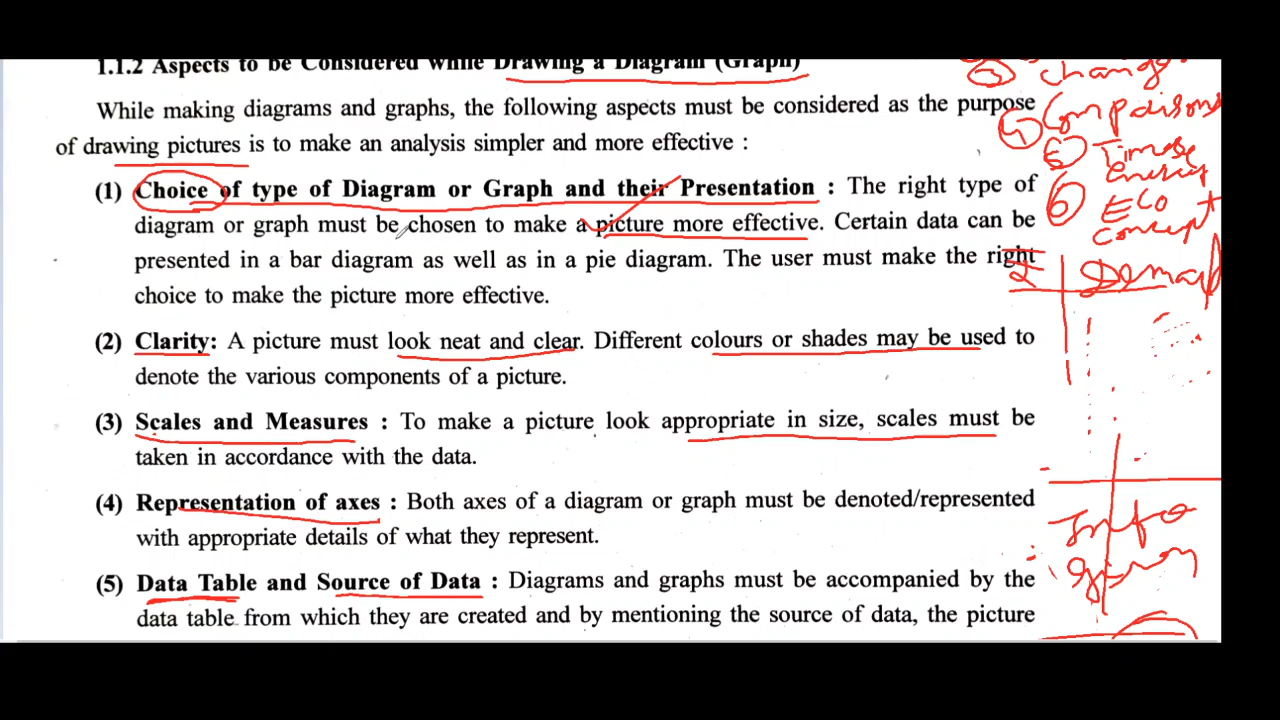 1.1.2 Aspects to be Considered while Drawing a Diagram (Graph)
While making diagrams and graphs, the following aspects must be considered as the purpose
of drawing pictures is to make an analysis simpler and more effective :
(1) Choice of type of Diagram or Graph and their Presentation : The right type of
diagram or graph must be chosen to make a picture more effective. Certain data can be
presented in a bar diagram as well as in a pie diagram. The user must make the right
choice to make the picture more effective.
(2) Clarity: A picture must look neat and clear. Different colours or shades may be used to
denote the various components of a picture.
(3) Scales and Measures : To make a picture look appropriate in size, scales must be
taken in accordance with the data.
(4) Representation of axes : Both axes of a diagram or graph must be denoted/represented
with appropriate details of what they represent.
(5) Data Table and Source of Data : Diagrams and graphs must be accompanied by the
data table from which they are created and by mentioning the source of data, the picture
change
Comparisons
Time
energy
6 ECO
concept
Demand
Info